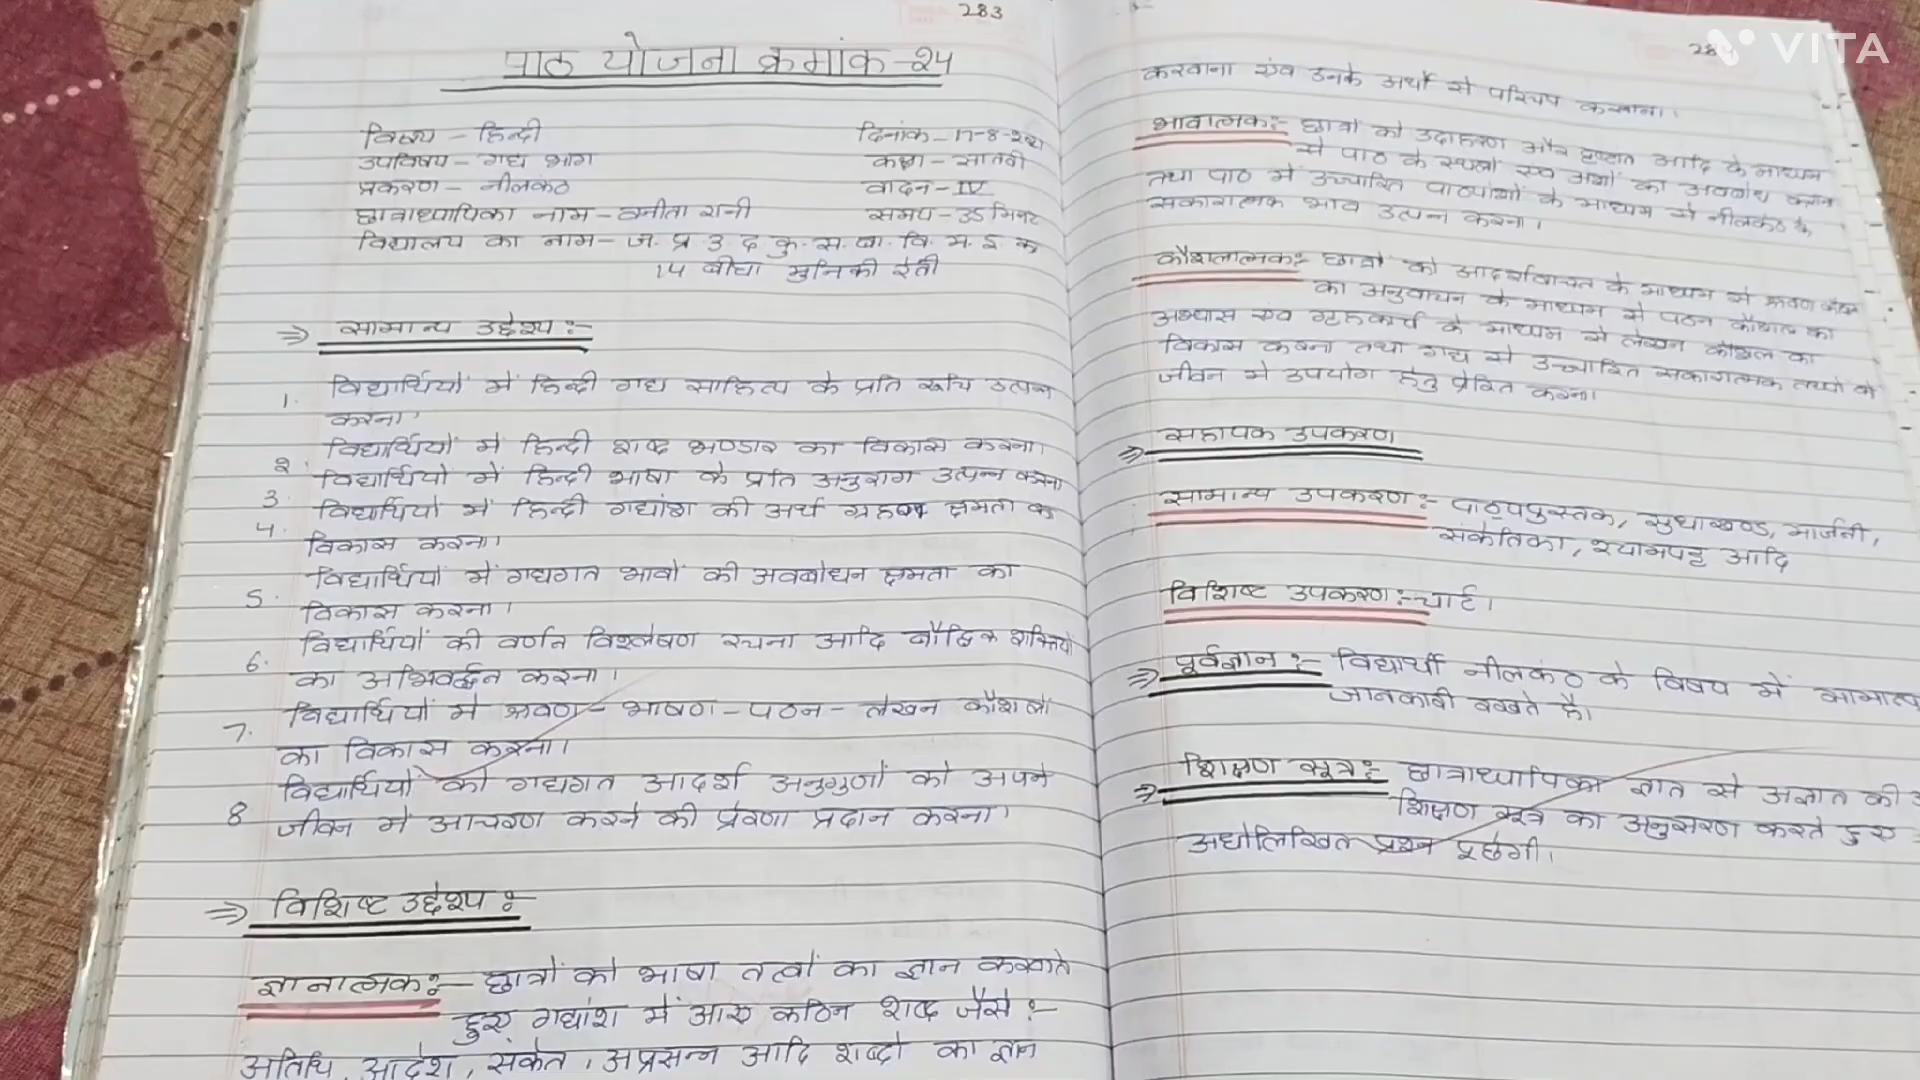 283
पाठ योजना क्रमांक-२५
विषय - हिन्दी
उपविषय - गद्य भाग
प्रकरण - नीलकंठ
छात्राध्यापिका नाम - वनीता रानी
विद्यालय का नाम - ज. प्र. उ. द. कु. स. बा. वि. म. इ. क
14 बीघा मुनिकी रेती
दिनांक - 17-8-
कक्षा - सातवी
वादन - IV
समय - 35 मिनट
⇒ सामान्य उद्देश्य :-
1. विद्यार्थियों में हिन्दी गद्य साहित्य के प्रति रूचि उत्पन्न
करना।
२. विद्यार्थियों में हिन्दी शब्द भण्डार का विकास करना।
3. विद्यार्थियों में हिन्दी भाषा के प्रति अनुराग उत्पन्न करना
4. विद्यार्थियों में हिन्दी गद्यांश की अर्थ ग्रहण क्षमता का
विकास करना।
5. विद्यार्थियों में गद्यगत भावों की अवबोधन क्षमता का
विकास करना।
6. विद्यार्थियों की वर्णन विश्लेषण रचना आदि बौद्धिक शक्तियों
का अभिवर्द्धन करना।
7. विद्यार्थियों में श्रवण - भाषण - पठन - लेखन कौशलों
का विकास करना।
8 विद्यार्थियों को गद्यगत आदर्श अनुगुणों को अपने
जीवन में आचरण करने की प्रेरणा प्रदान करना।
⇒ विशिष्ट उद्देश्य :-
ज्ञानात्मक :- छात्रों को भाषा तत्वों का ज्ञान करवाते
हुए गद्यांश में आए कठिन शब्द जैसे :-
अतिथि, आदेश, संकेत, अप्रसन्न आदि शब्दो का ज्ञान
VITA
करवाना एंव उनके अर्थों से परिचय करवाना।
भावात्मक :- छात्रों को उदाहरण और दृष्टांत आदि के माध्यम
से पाठ के स्थलों एंव अंशों का अवबोध कराना
तथा पाठ में उच्चारित पाठ्यांशों के माध्यम से नीलकंठ के
सकारात्मक भाव उत्पन्न करना।
कौशलात्मक :- छात्रों को आदर्शवाचन के माध्यम से श्रवण कौशल
का अनुवाचन के माध्यम से पठन कौशल का
अभ्यास एंव गृहकार्य के माध्यम से लेखन कौशल का
विकास करना तथा गद्य से उच्चारित सकारात्मक तथ्यों को
जीवन में उपयोग हेतु प्रेरित करना।
⇒ सहायक उपकरण
सामान्य उपकरण :- पाठ्यपुस्तक, सुधाखण्ड, मार्जनी,
संकेतिका, श्यामपट्ट आदि
विशिष्ट उपकरण :- चार्ट।
⇒ पूर्वज्ञान :- विद्यार्थी नीलकंठ के विषय में सामान्य
जानकारी रखते है।
⇒ शिक्षण सूत्र :- छात्राध्यापिका ज्ञात से अज्ञात की ओ
शिक्षण सूत्र का अनुसरण करते हुए
अधोलिखित प्रश्न पूछेगी।